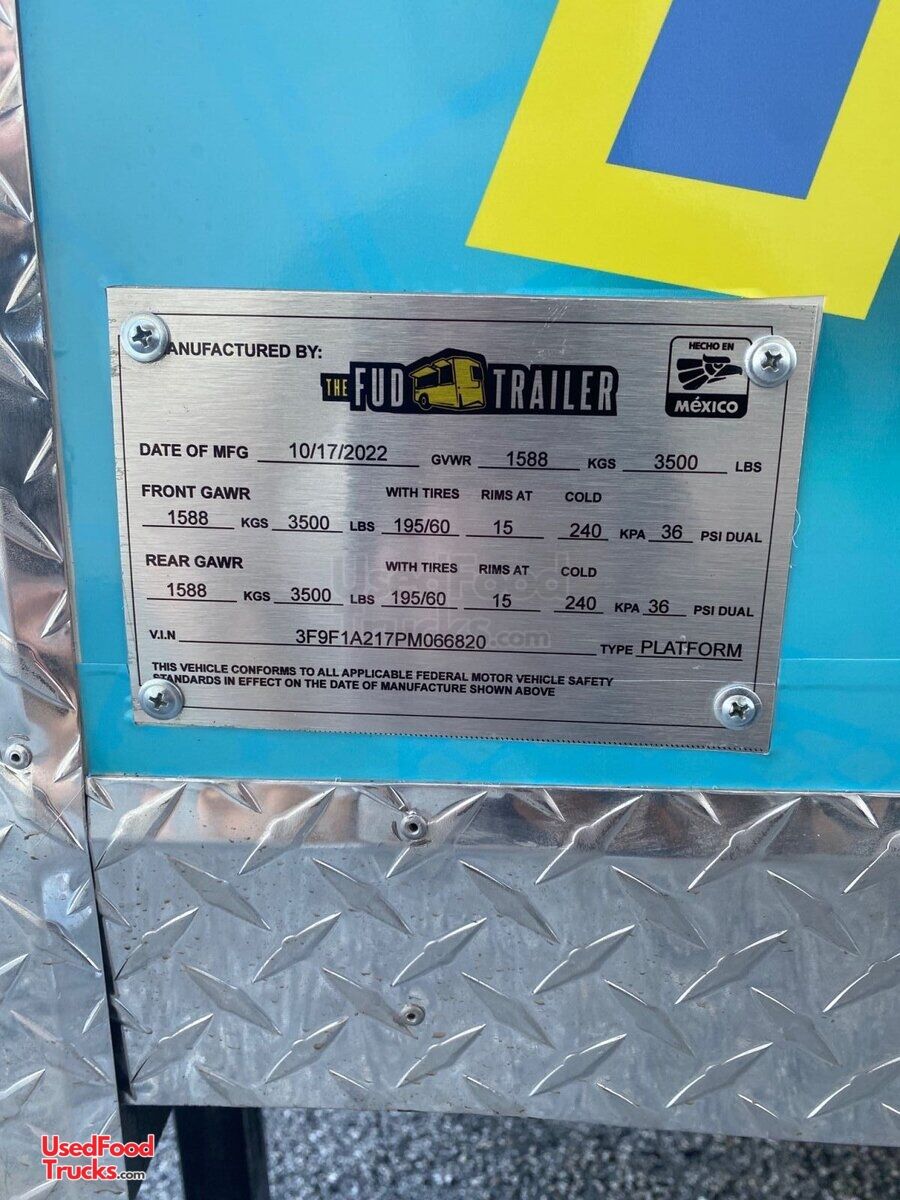 ANUFACTURED BY:
THE FUD TRAILER
HECHO EN
MéXICO
DATE OF MFG 10/17/2022 GVWR 1588 KGS 3500 LBS
FRONT GAWR WITH TIRES RIMS AT COLD
1588 KGS 3500 LBS 195/60 15 240 KPA 36 PSI DUAL
REAR GAWR WITH TIRES RIMS AT COLD
1588 KGS 3500 LBS 195/60 15 240 KPA 36 PSI DUAL
UsedFood
Trucks.com
V.I.N 3F9F1A217PM066820 TYPE PLATFORM
THIS VEHICLE CONFORMS TO ALL APPLICABLE FEDERAL MOTOR VEHICLE SAFETY
STANDARDS IN EFFECT ON THE DATE OF MANUFACTURE SHOWN ABOVE
UsedFood
Trucks.com